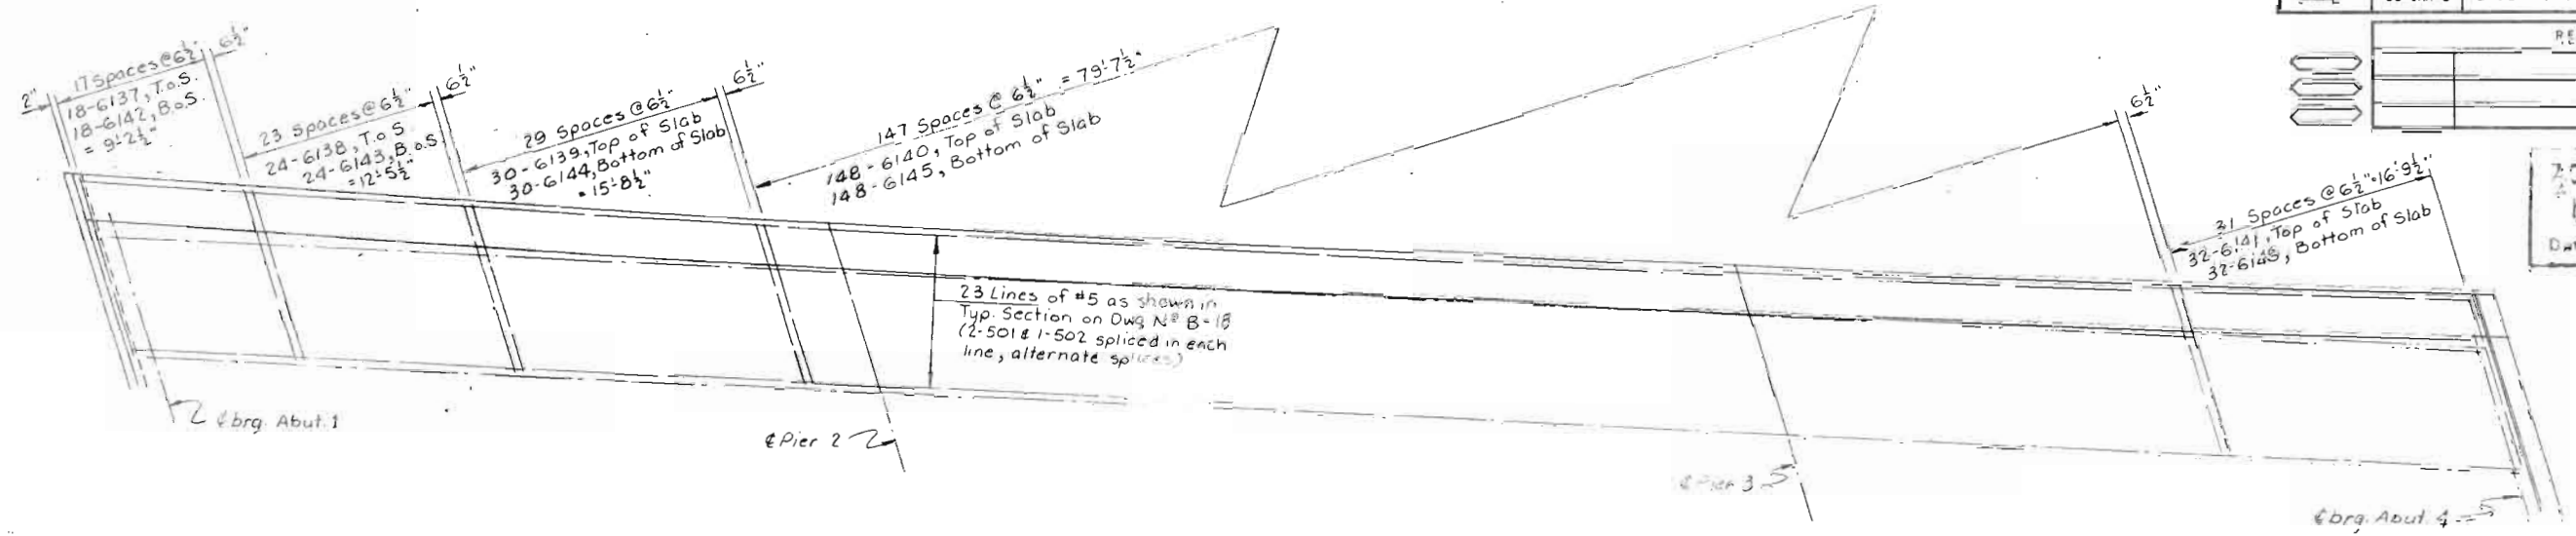 2"
17 Spaces @ 6½"
18-6137, T.o.S.
18-6142, B.o.S.
= 9'-2½"
6½"
23 Spaces @ 6½"
24-6138, T.o.S.
24-6143, B.o.S.
= 12'-5½"
6½"
29 Spaces @ 6½"
30-6139, Top of Slab
30-6144, Bottom of Slab
= 15'-8½"
6½"
147 Spaces @ 6½" = 79'-7½"
148-6140, Top of Slab
148-6145, Bottom of Slab
6½"
31 Spaces @ 6½" = 16'-9½"
32-6141, Top of Slab
Bottom of Slab
23 Lines of #5 as shown in
Typ. Section on Dwg Nº B-18
(2-501 & 1-502 spliced in each
line, alternate splices)
℄ brg. Abut. 1
℄ Pier 2
℄ Pier 3
℄ brg. Abut. 4